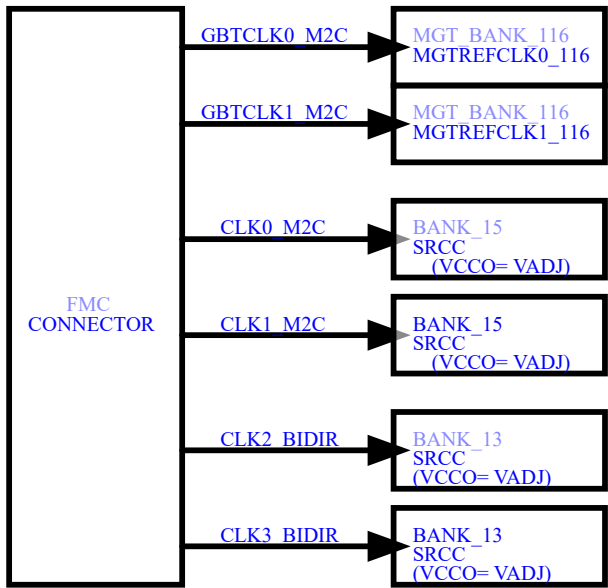 GBTCLK0_M2C
MGT_BANK_116
MGTREFCLK0_116
GBTCLK1_M2C
MGT_BANK_116
MGTREFCLK1_116
CLK0_M2C
BANK_15
SRCC
(VCCO= VADJ)
FMC
CONNECTOR
CLK1_M2C
BANK_15
SRCC
(VCCO= VADJ)
CLK2_BIDIR
BANK_13
SRCC
(VCCO= VADJ)
CLK3_BIDIR
BANK_13
SRCC
(VCCO= VADJ)